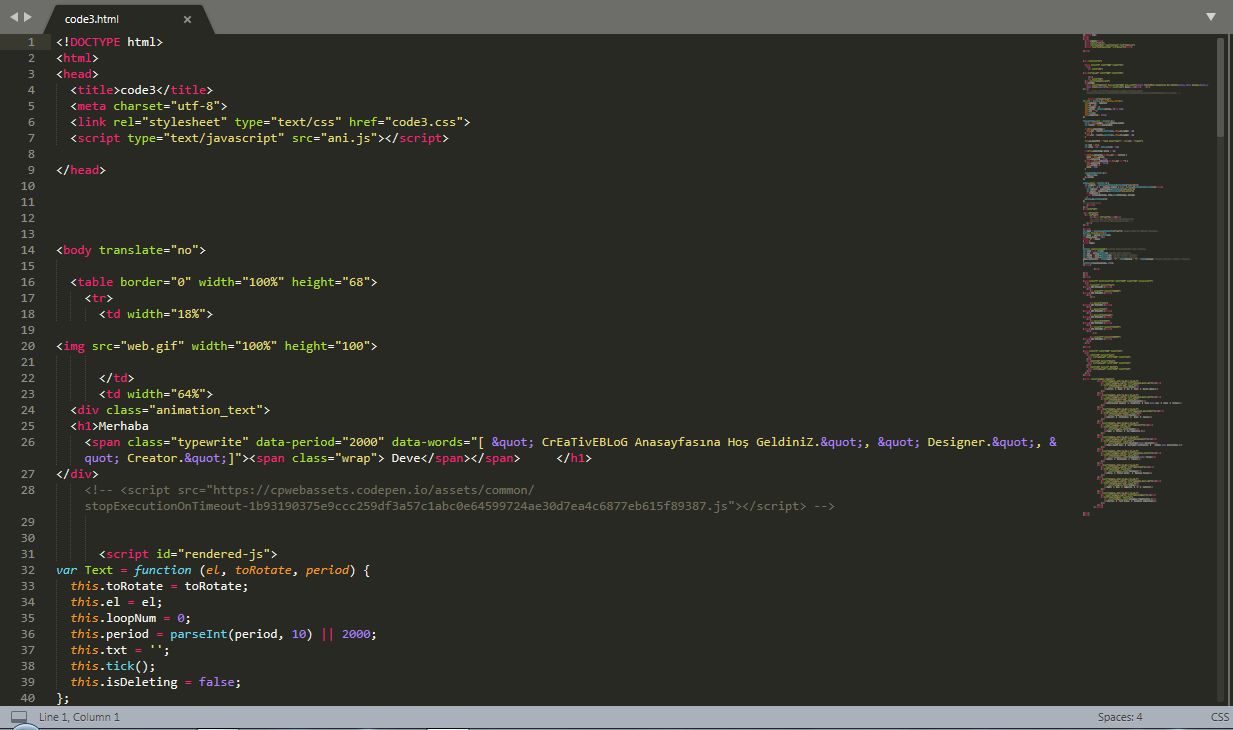 code3.html ×
1 <!DOCTYPE html>
2 <html>
3 <head>
4 <title>code3</title>
5 <meta charset="utf-8">
6 <link rel="stylesheet" type="text/css" href="code3.css">
7 <script type="text/javascript" src="ani.js"></script>
8
9 </head>
10
11
12
13
14 <body translate="no">
15
16 <table border="0" width="100%" height="68">
17 <tr>
18 <td width="18%">
19
20 <img src="web.gif" width="100%" height="100">
21
22 </td>
23 <td width="64%">
24 <div class="animation_text">
25 <h1>Merhaba
26 <span class="typewrite" data-period="2000" data-words="[ &quot; CrEaTivEBLoG Anasayfasına Hoş GeldiniZ.&quot;, &quot; Designer.&quot;, &
quot; Creator.&quot;]"><span class="wrap"> Deve</span></span> </h1>
27 </div>
28 <!-- <script src="https://cpwebassets.codepen.io/assets/common/
stopExecutionOnTimeout-1b93190375e9ccc259df3a57c1abc0e64599724ae30d7ea4c6877eb615f89387.js"></script> -->
29
30
31 <script id="rendered-js">
32 var Text = function (el, toRotate, period) {
33 this.toRotate = toRotate;
34 this.el = el;
35 this.loopNum = 0;
36 this.period = parseInt(period, 10) || 2000;
37 this.txt = '';
38 this.tick();
39 this.isDeleting = false;
40 };
Line 1, Column 1
Spaces: 4
CSS